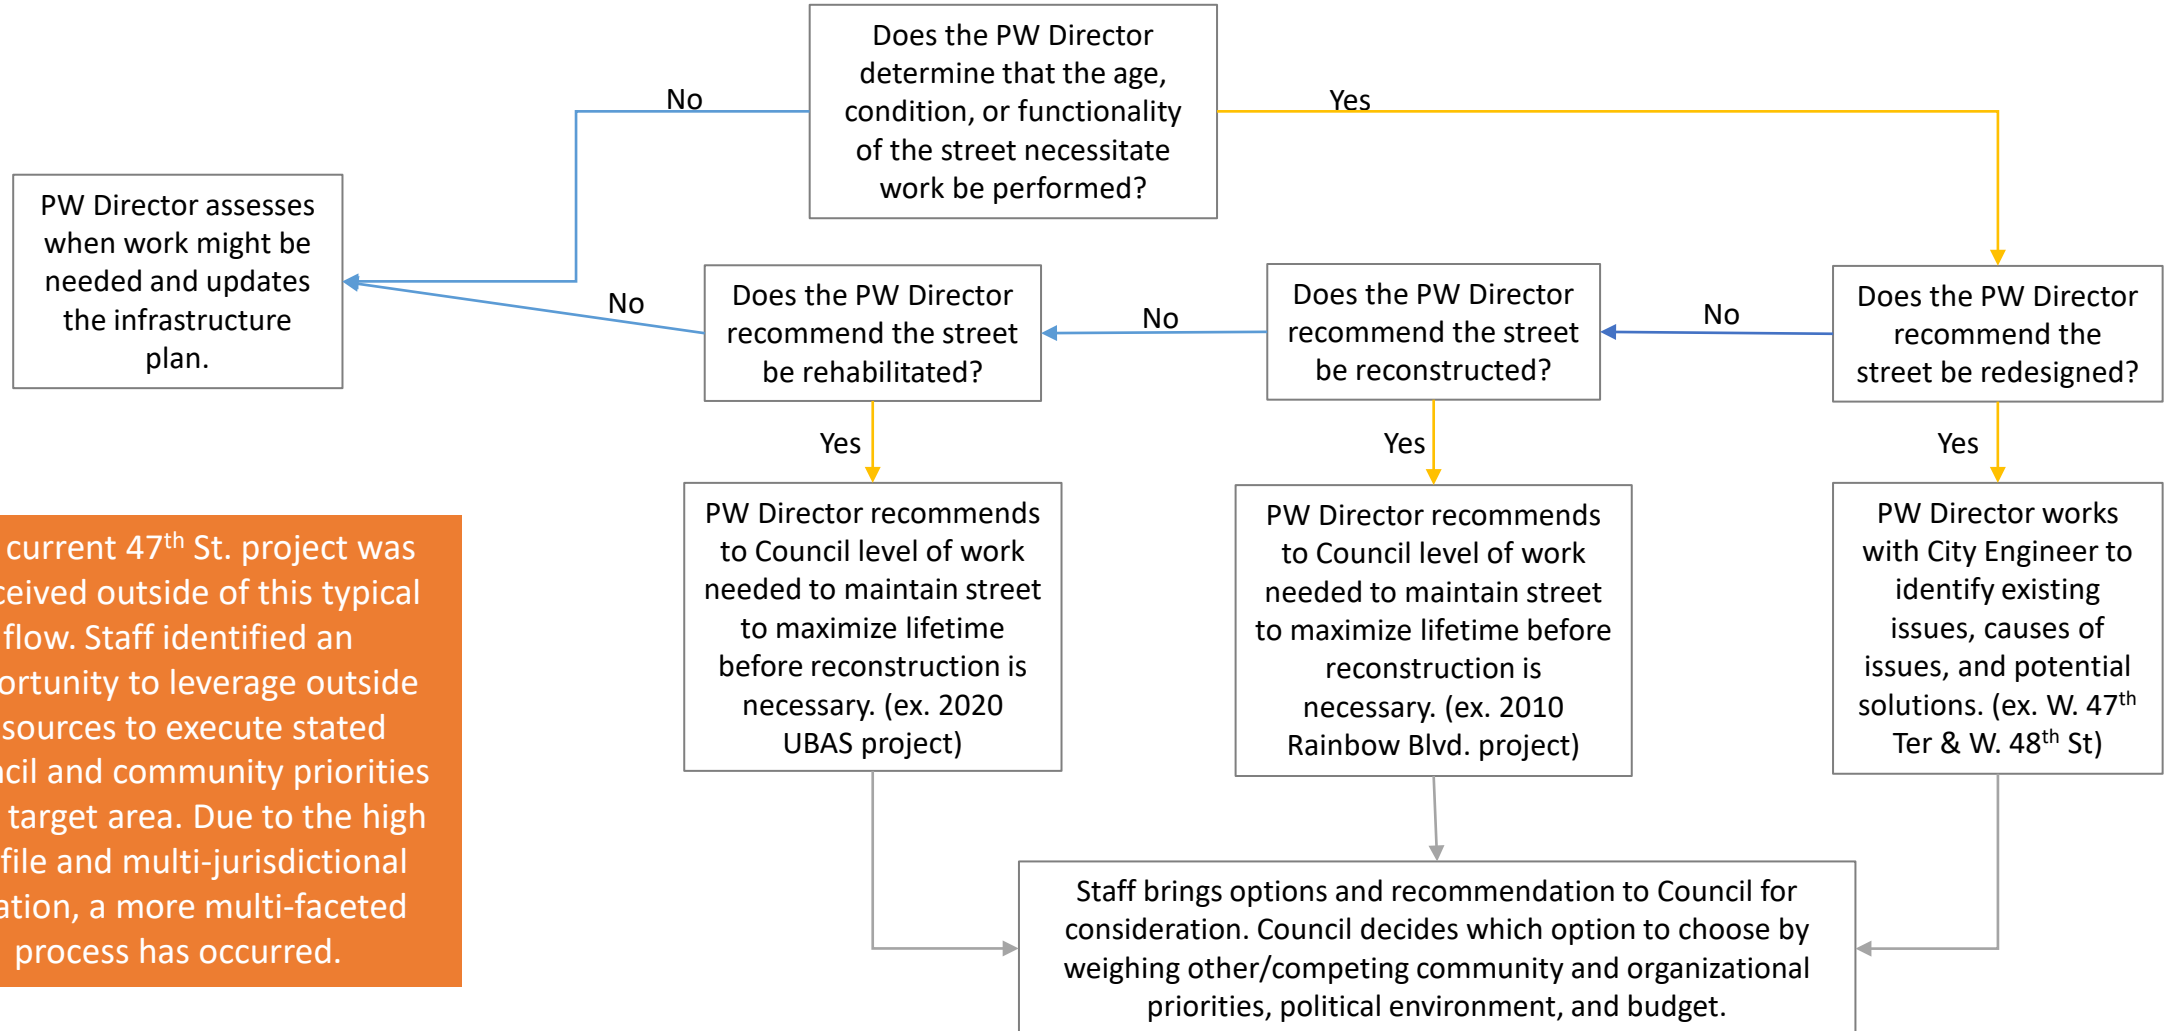 Does the PW Director
determine that the age,
condition, or functionality
of the street necessitate
work be performed?
No
Yes
PW Director assesses
when work might be
needed and updates
the infrastructure
plan.
No
Does the PW Director
recommend the street
be rehabilitated?
No
Does the PW Director
recommend the street
be reconstructed?
No
Does the PW Director
recommend the
street be redesigned?
Yes
Yes
Yes
PW Director recommends
to Council level of work
needed to maintain street
to maximize lifetime
before reconstruction is
necessary. (ex. 2020
UBAS project)
PW Director recommends
to Council level of work
needed to maintain street
to maximize lifetime before
reconstruction is
necessary. (ex. 2010
Rainbow Blvd. project)
PW Director works
with City Engineer to
identify existing
issues, causes of
issues, and potential
solutions. (ex. W. 47th
Ter & W. 48th St)
current 47th St. project was
ceived outside of this typical
flow. Staff identified an
ortunity to leverage outside
sources to execute stated
ncil and community priorities
target area. Due to the high
file and multi-jurisdictional
ation, a more multi-faceted
process has occurred.
Staff brings options and recommendation to Council for
consideration. Council decides which option to choose by
weighing other/competing community and organizational
priorities, political environment, and budget.